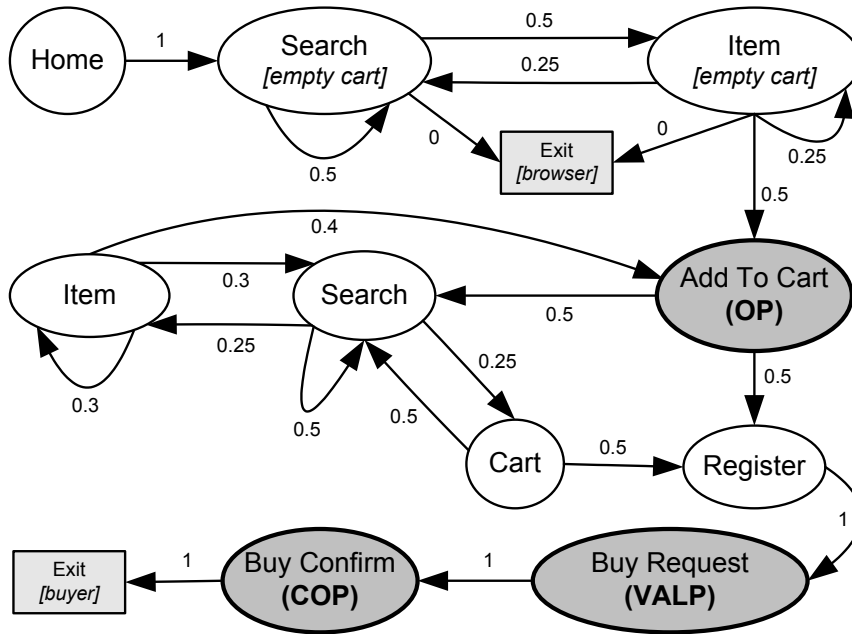 Home
1
Search
[empty cart]
0.5
0.25
Item
[empty cart]
0.5
0
Exit
[browser]
0
0.25
0.5
0.4
Item
0.3
Search
0.5
Add To Cart
(OP)
0.25
0.3
0.5
0.25
0.5
0.5
Cart
0.5
Register
1
Exit
[buyer]
1
Buy Confirm
(COP)
1
Buy Request
(VALP)